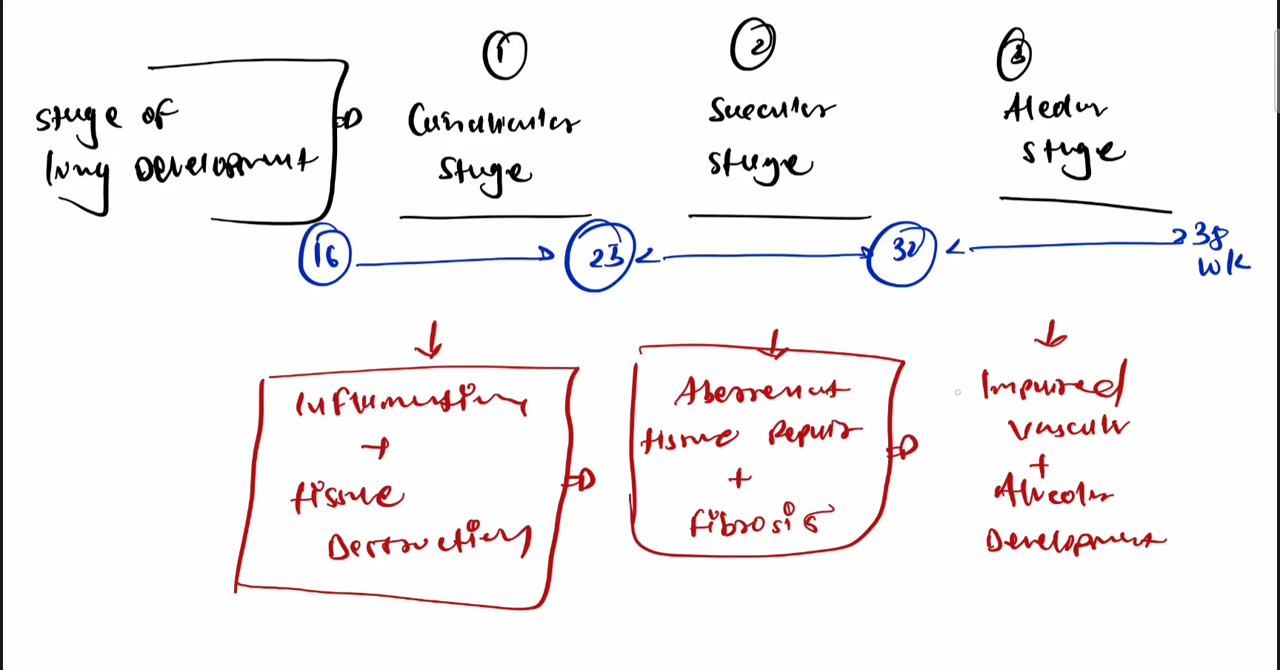 1
2
3
Stage of
lung Development
Canalicular
Stage
Saccular
Stage
Alveolar
Stage
16
23
32
38
WK
Inflammation
+
tissue
Destruction
Aberrenat
tissue Repair
+
fibrosis
Impaired
vascular
+
Alveolar
Development